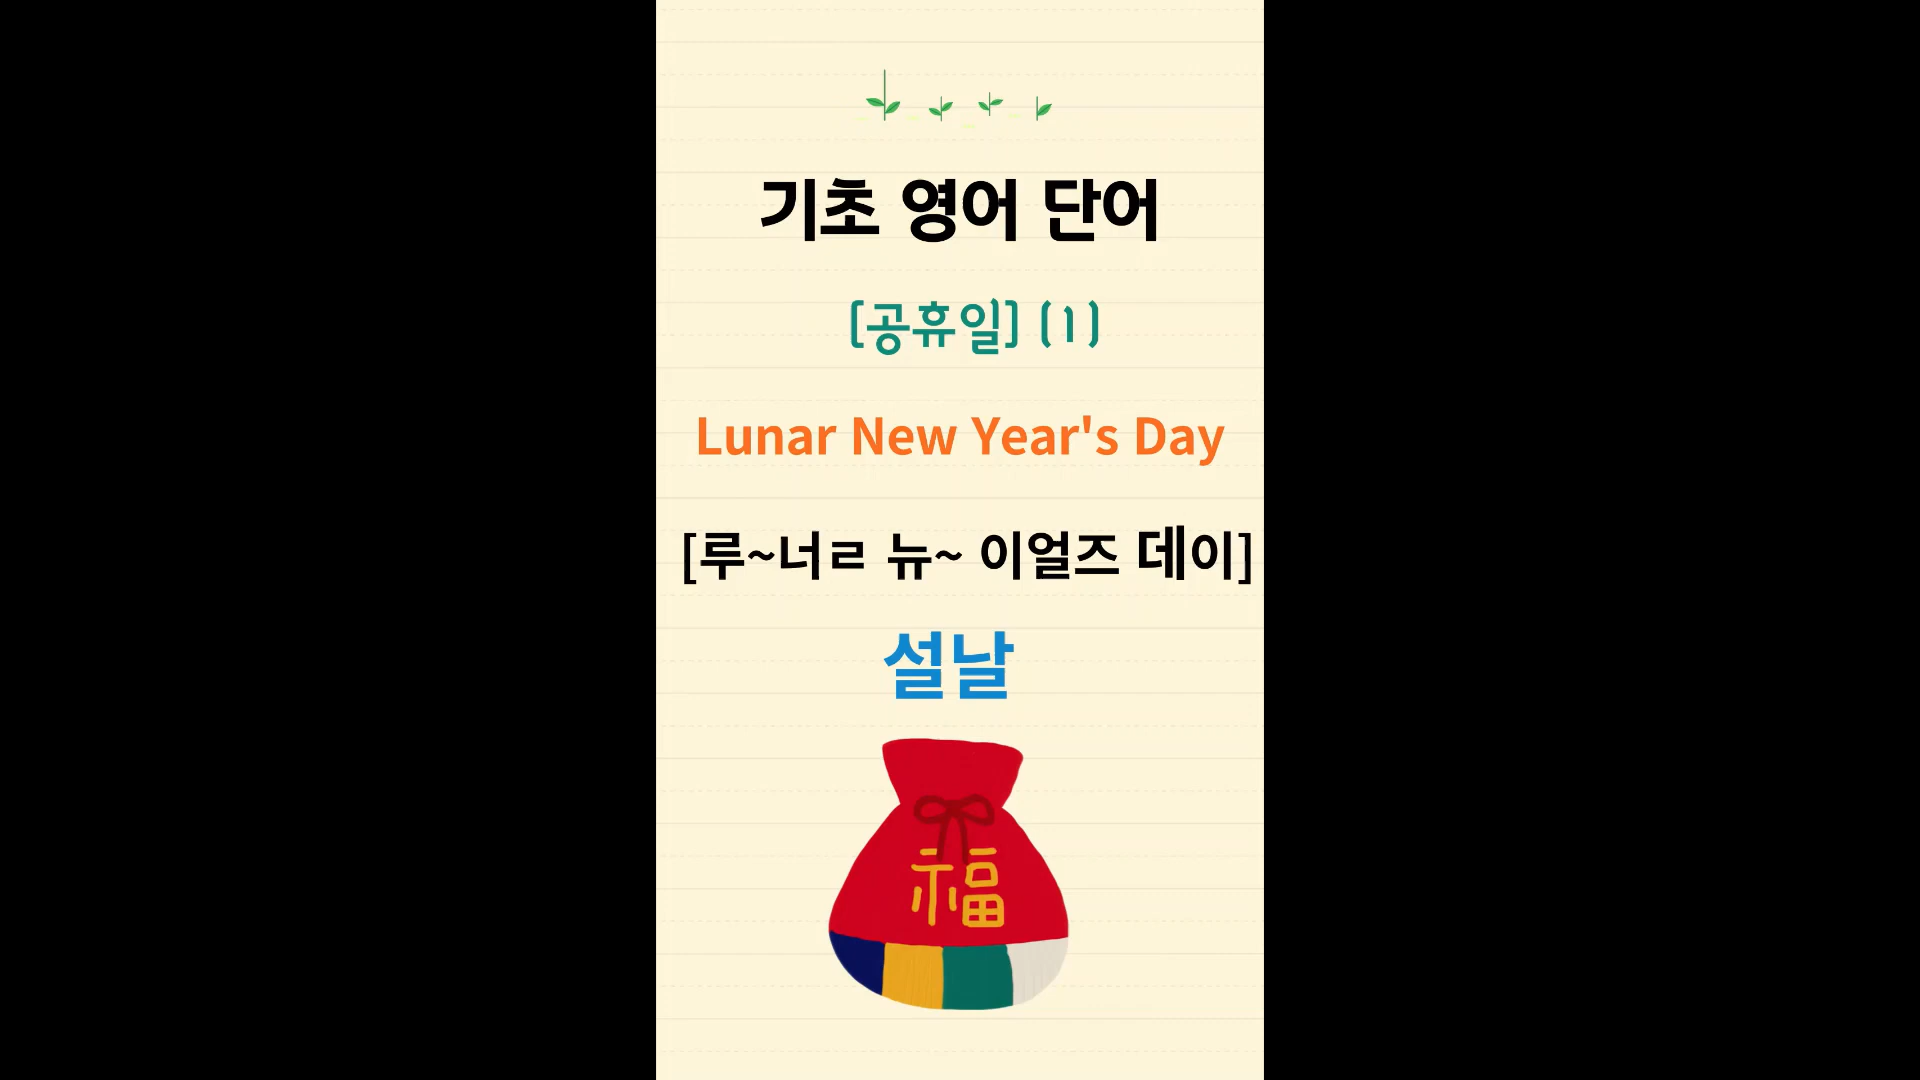 기초 영어 단어
[공휴일] (1)
Lunar New Year's Day
[루~너ㄹ 뉴~ 이얼즈 데이]
설날
福